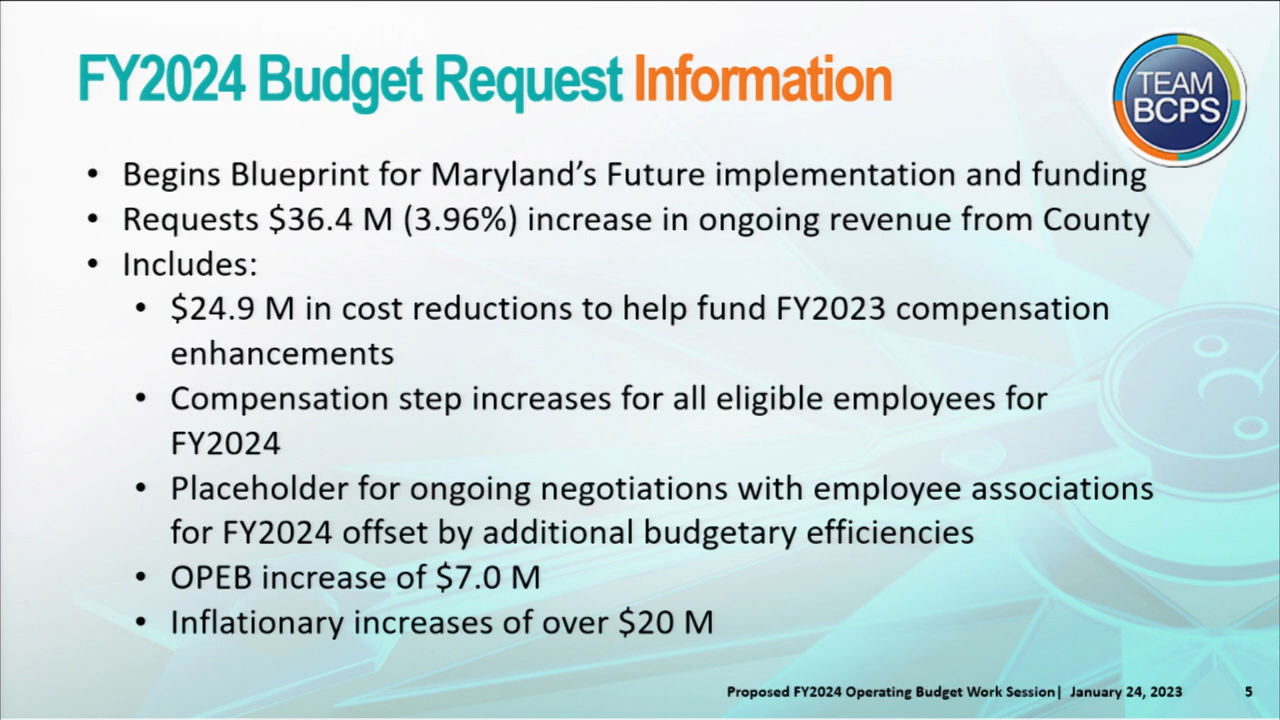 FY2024 Budget Request Information
TEAM
BCPS
• Begins Blueprint for Maryland’s Future implementation and funding
• Requests $36.4 M (3.96%) increase in ongoing revenue from County
• Includes:
• $24.9 M in cost reductions to help fund FY2023 compensation
enhancements
• Compensation step increases for all eligible employees for
FY2024
• Placeholder for ongoing negotiations with employee associations
for FY2024 offset by additional budgetary efficiencies
• OPEB increase of $7.0 M
• Inflationary increases of over $20 M
Proposed FY2024 Operating Budget Work Session| January 24, 2023 5